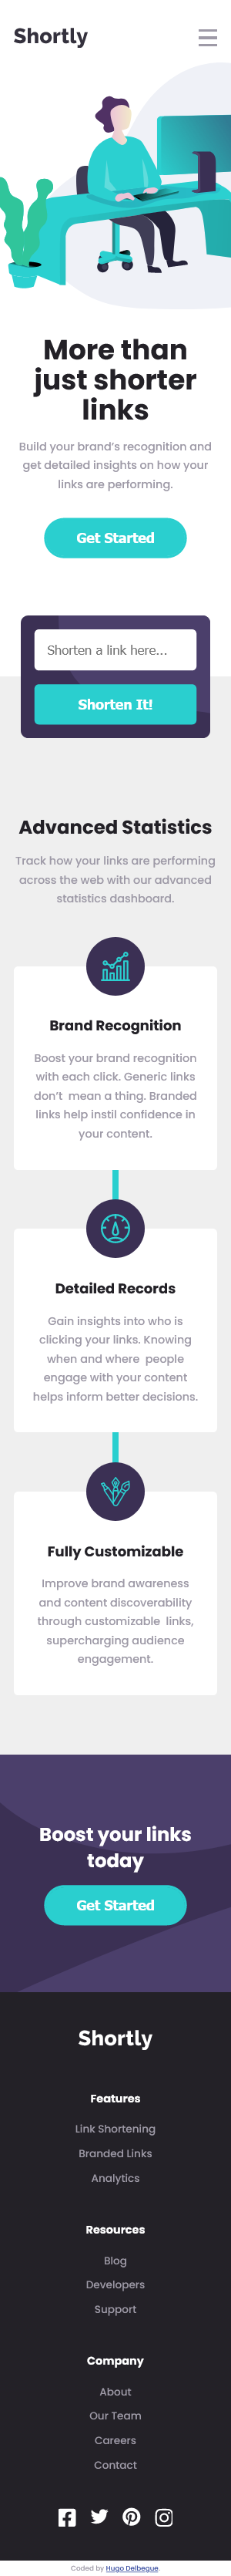 Shortly
More than
just shorter
links
Build your brand’s recognition and
get detailed insights on how your
links are performing.
Get Started
Shorten a link here...
Shorten It!
Advanced Statistics
Track how your links are performing
across the web with our advanced
statistics dashboard.
Brand Recognition
Boost your brand recognition
with each click. Generic links
don’t mean a thing. Branded
links help instil confidence in
your content.
Detailed Records
Gain insights into who is
clicking your links. Knowing
when and where people
engage with your content
helps inform better decisions.
Fully Customizable
Improve brand awareness
and content discoverability
through customizable links,
supercharging audience
engagement.
Boost your links
today
Get Started
Shortly
Features
Link Shortening
Branded Links
Analytics
Resources
Blog
Developers
Support
Company
About
Our Team
Careers
Contact
Coded by Hugo Delbegue.